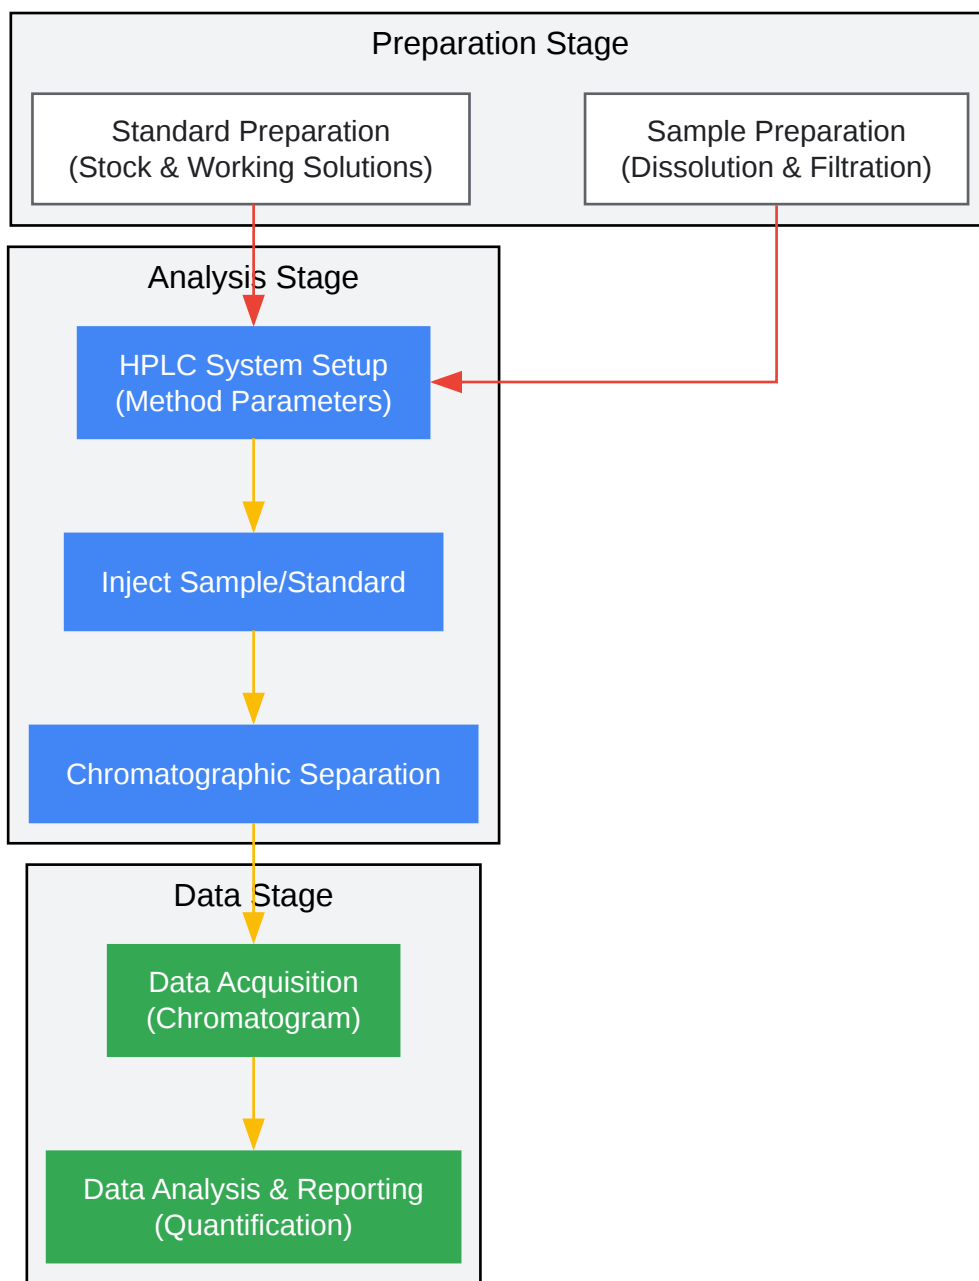 Preparation Stage
Standard Preparation
(Stock & Working Solutions)
Sample Preparation
(Dissolution & Filtration)
Analysis Stage
HPLC System Setup
(Method Parameters)
Inject Sample/Standard
Chromatographic Separation
Data Stage
Data Acquisition
(Chromatogram)
Data Analysis & Reporting
(Quantification)